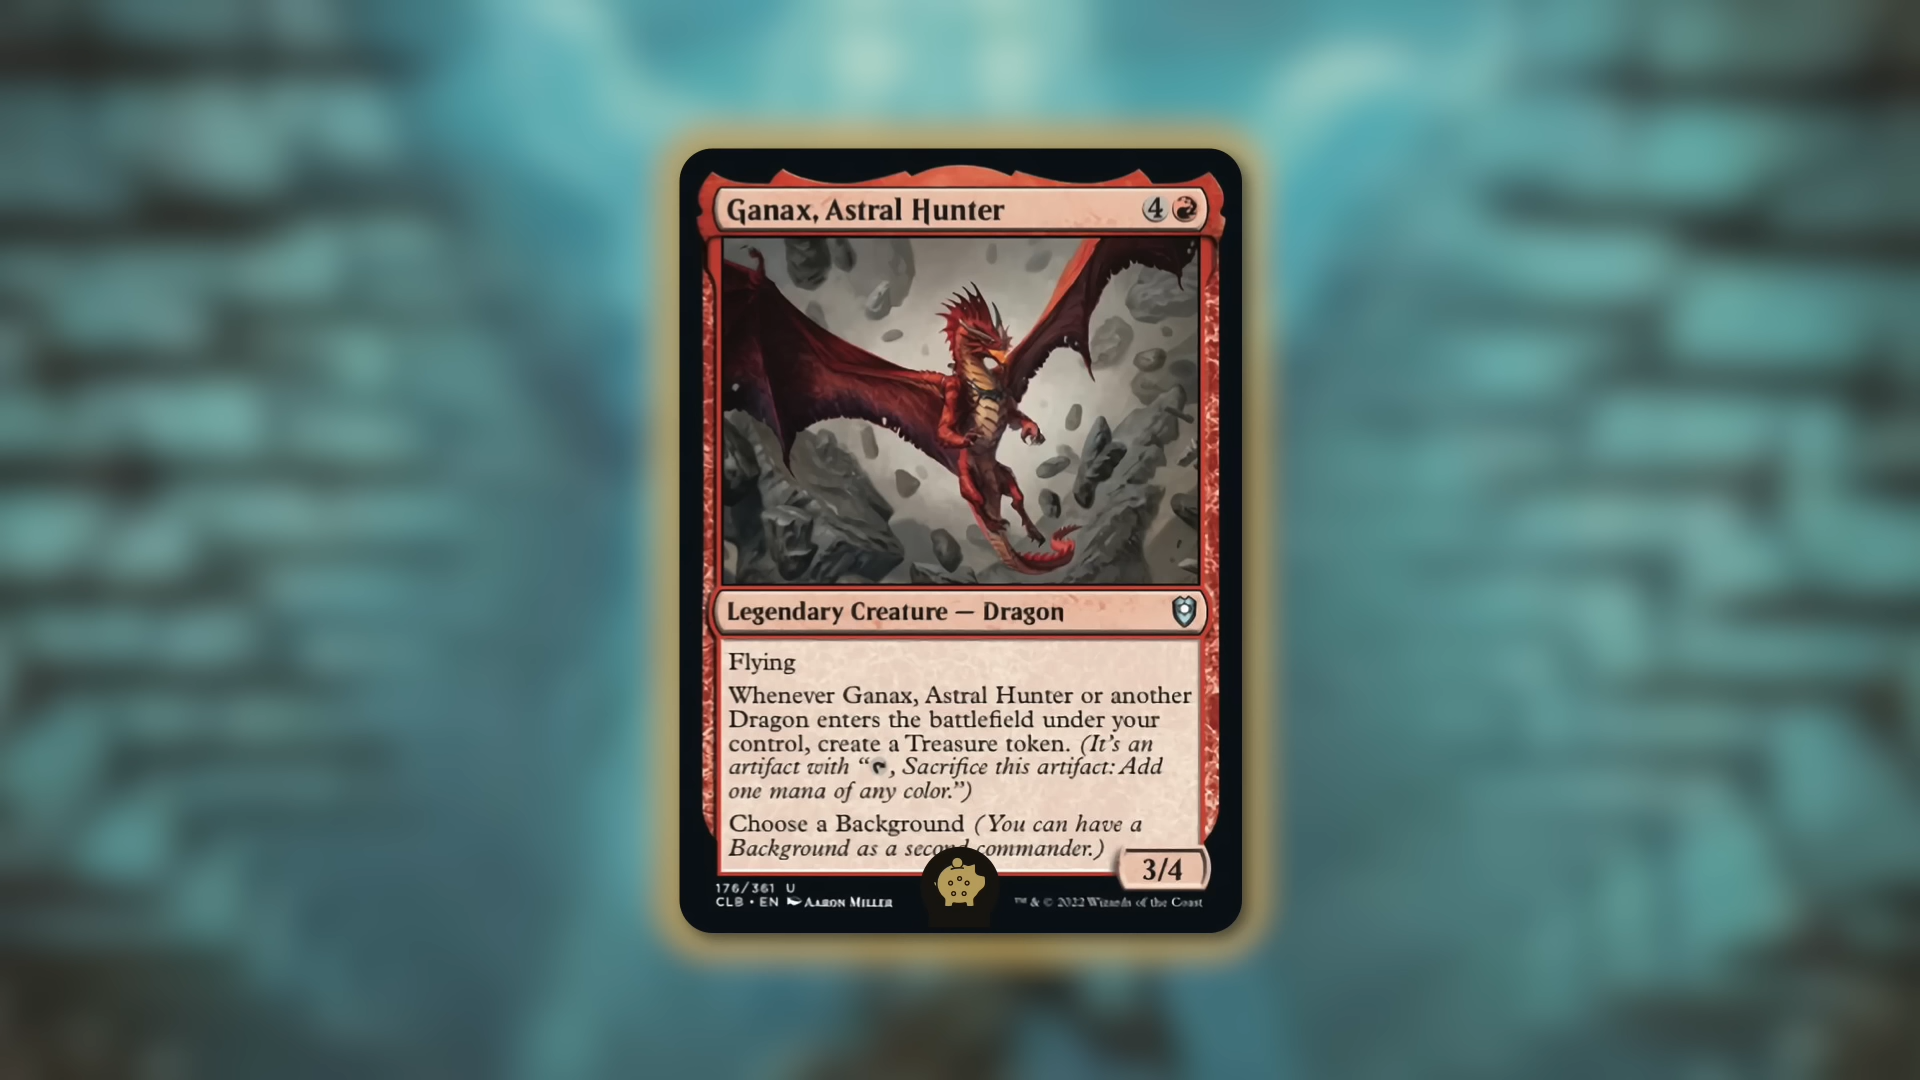 Ganax, Astral Hunter 4
Legendary Creature — Dragon
Flying
Whenever Ganax, Astral Hunter or another
Dragon enters the battlefield under your
control, create a Treasure token. (It's an
artifact with “, Sacrifice this artifact: Add
one mana of any color.”)
Choose a Background (You can have a
Background as a second commander.)
3/4
176/361 U
CLB • EN AARON MILLER
™ & © 2022 Wizards of the Coast